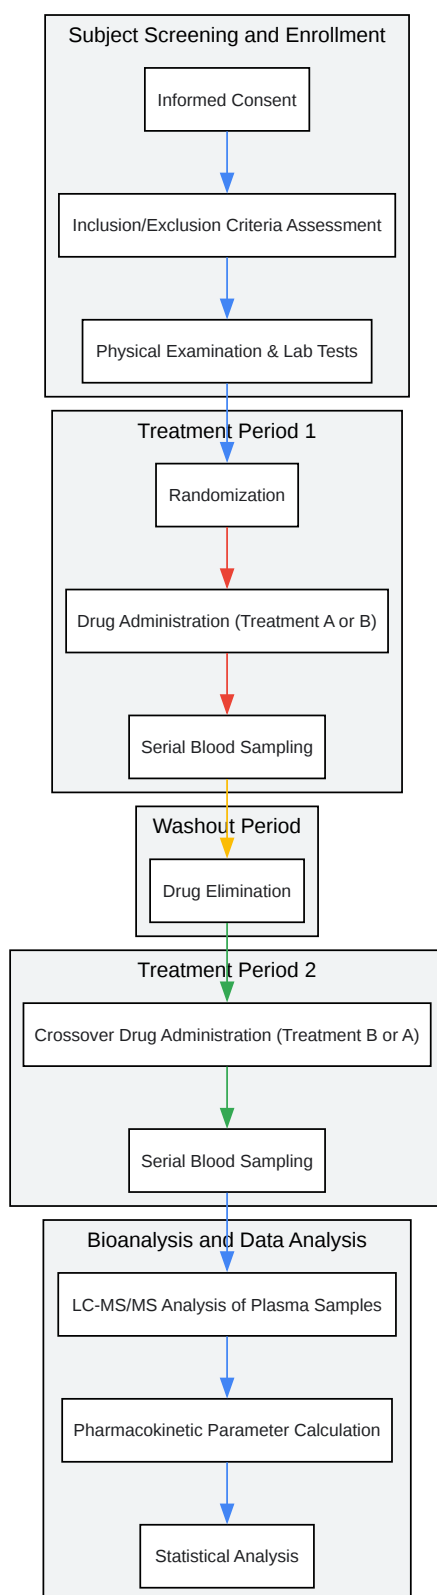 Subject Screening and Enrollment
Informed Consent
Inclusion/Exclusion Criteria Assessment
Physical Examination & Lab Tests
Treatment Period 1
Randomization
Drug Administration (Treatment A or B)
Serial Blood Sampling
Washout Period
Drug Elimination
Treatment Period 2
Crossover Drug Administration (Treatment B or A)
Serial Blood Sampling
Bioanalysis and Data Analysis
LC-MS/MS Analysis of Plasma Samples
Pharmacokinetic Parameter Calculation
Statistical Analysis